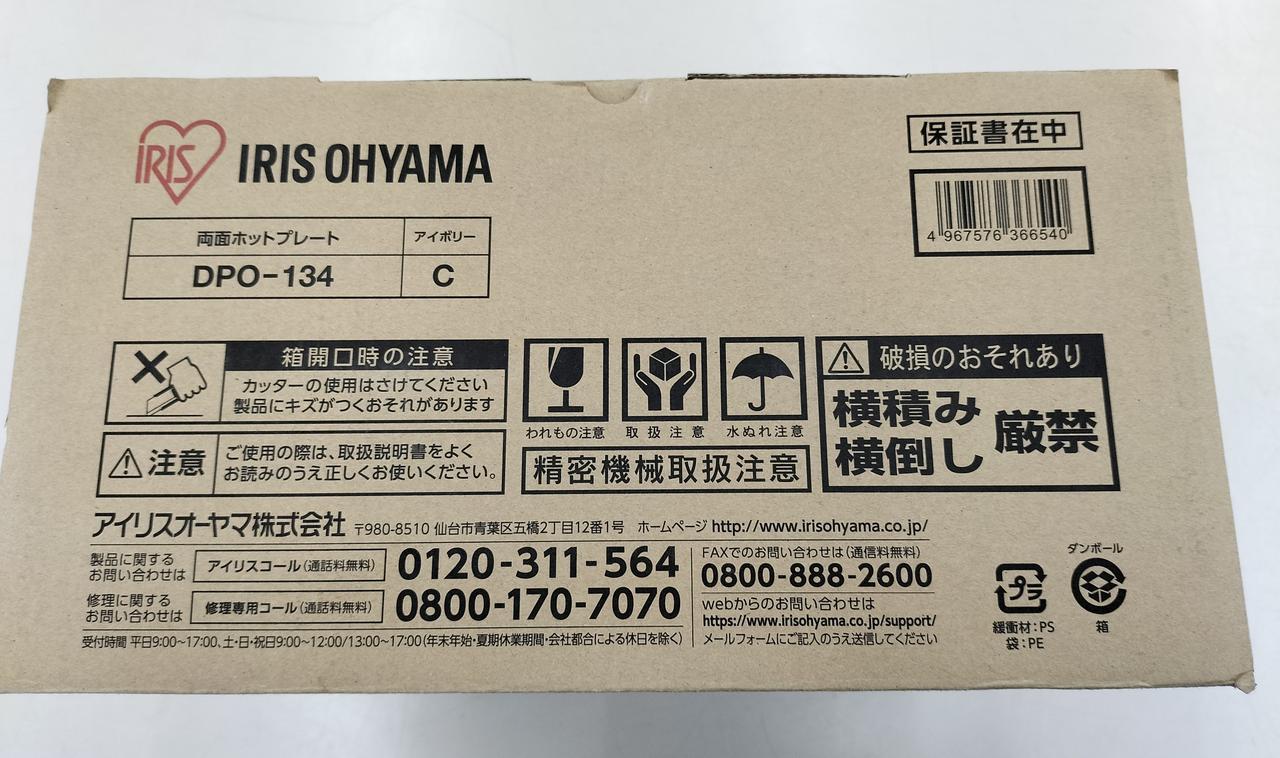 IRIS
IRIS OHYAMA
保証書在中
両面ホットプレート アイボリー
DPO-134 C
4 967576 366540
箱開口時の注意
カッターの使用はさけてください
製品にキズがつくおそれがあります
注意
ご使用の際は、取扱説明書をよく
お読みのうえ正しくお使いください。
われもの注意 取扱注意 水ぬれ注意
精密機械取扱注意
破損のおそれあり
横積み
横倒し
厳禁
アイリスオーヤマ株式会社 〒980-8510 仙台市青葉区五橋2丁目12番1号 ホームページ http://www.irisohyama.co.jp/
製品に関する
お問い合わせは
アイリスコール(通話料無料)
0120-311-564
修理に関する
お問い合わせは
修理専用コール(通話料無料)
0800-170-7070
受付時間 平日9:00～17:00、土・日・祝日9:00～12:00/13:00～17:00(年末年始・夏期休業期間・会社都合による休日を除く)
FAXでのお問い合わせは(通信料無料)
0800-888-2600
webからのお問い合わせは
https://www.irisohyama.co.jp/support/
メールフォームにご記入のうえ送信してください
プラ
緩衝材:PS
袋:PE
ダンボール
箱